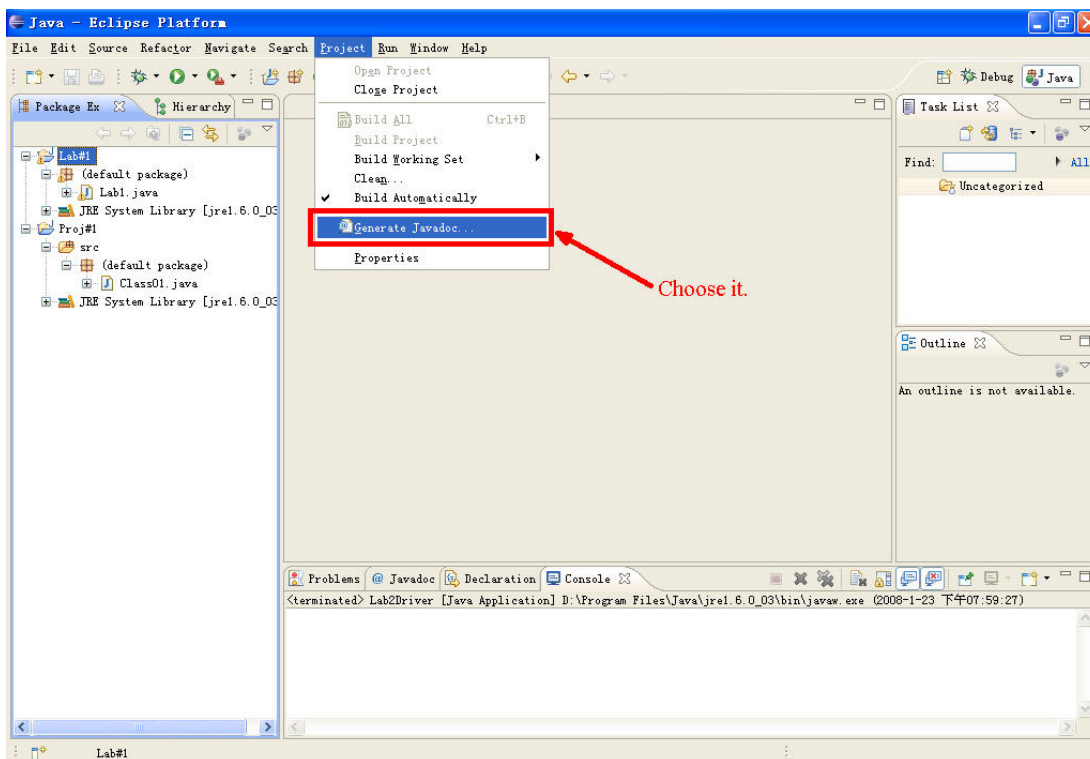 Java - Eclipse Platform
File Edit Source Refactor Navigate Search Project Run Window Help
Debug Java
Package Ex Hierarchy
Lab#1
(default package)
Lab1.java
JRE System Library [jre1.6.0_03
Proj#1
src
(default package)
Class01.java
JRE System Library [jre1.6.0_03
Open Project
Close Project
Build All Ctrl+B
Build Project
Build Working Set
Clean...
Build Automatically
Generate Javadoc...
Properties
Choose it.
Task List
Find: All
Uncategorized
Outline
An outline is not available.
Problems @ Javadoc Declaration Console
<terminated> Lab2Driver [Java Application] D:\Program Files\Java\jre1.6.0_03\bin\javaw.exe (2008-1-23 下午07:59:27)
Lab#1